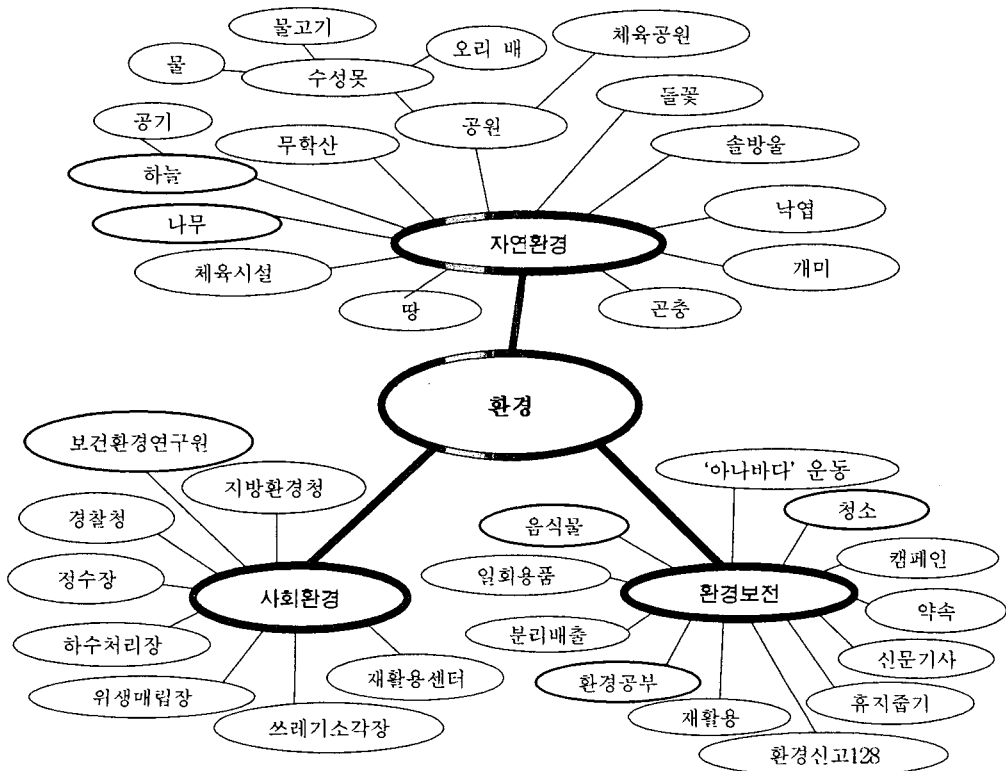 물고기
체육공원
오리 배
물
수성못
들꽃
공기
공원
무학산
솔방울
하늘
낙엽
나무
자연환경
체육시설
개미
땅
곤충
환경
보건환경연구원
'아나바다' 운동
지방환경청
청소
경찰청
음식물
캠페인
정수장
일회용품
사회환경
환경보전
약속
하수처리장
분리배출
신문기사
재활용센터
환경공부
위생매립장
휴지줍기
재활용
쓰레기소각장
환경신고128